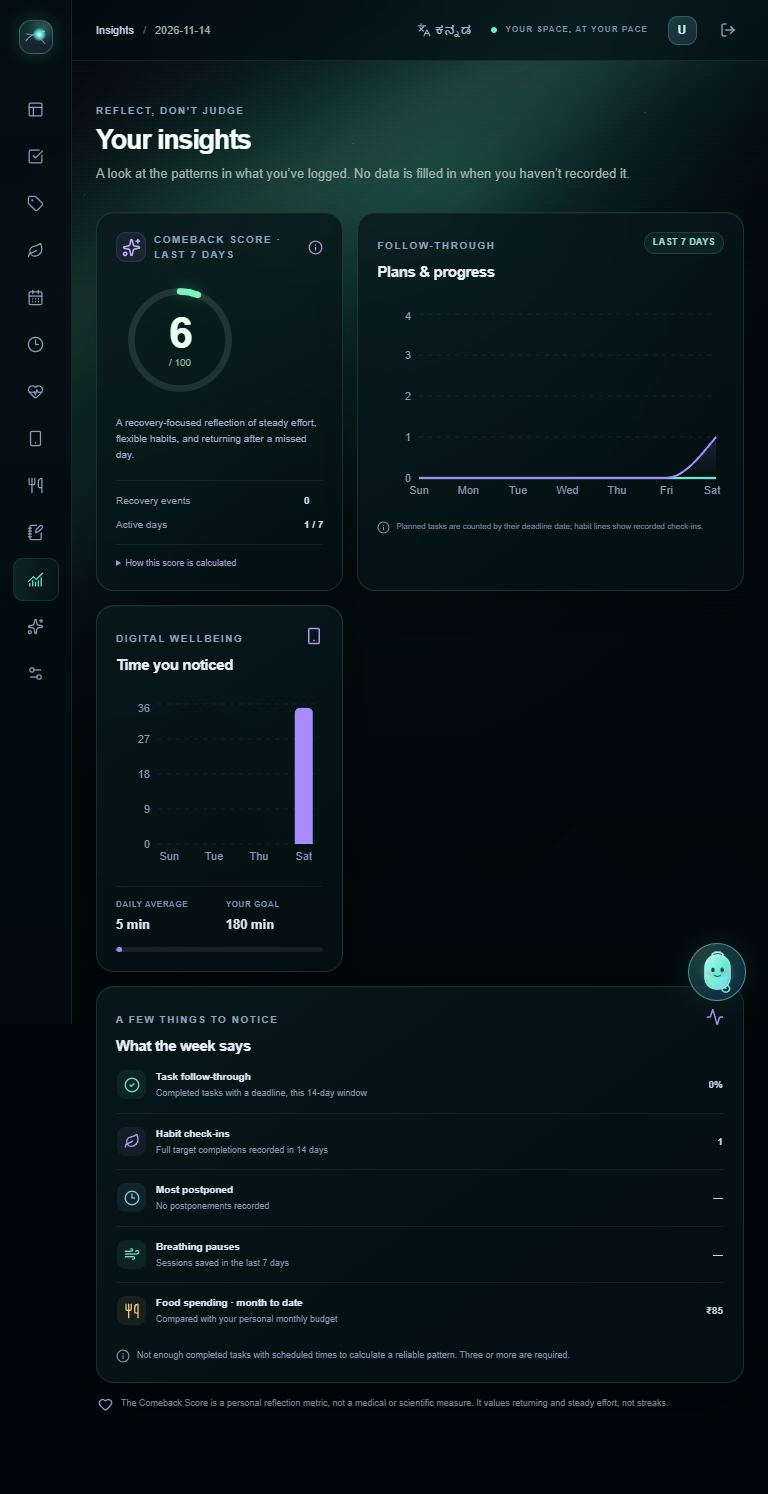 Insights / 2026-11-14
ಕನ್ನಡ
YOUR SPACE, AT YOUR PACE
U
REFLECT, DON'T JUDGE
Your insights
A look at the patterns in what you've logged. No data is filled in when you haven't recorded it.
COMEBACK SCORE ·
LAST 7 DAYS
6
/ 100
A recovery-focused reflection of steady effort,
flexible habits, and returning after a missed
day.
Recovery events 0
Active days 1 / 7
How this score is calculated
FOLLOW-THROUGH
LAST 7 DAYS
Plans & progress
4
3
2
1
0
Sun Mon Tue Wed Thu Fri Sat
Planned tasks are counted by their deadline date; habit lines show recorded check-ins.
DIGITAL WELLBEING
Time you noticed
36
27
18
9
0
Sun Tue Thu Sat
DAILY AVERAGE YOUR GOAL
5 min 180 min
A FEW THINGS TO NOTICE
What the week says
Task follow-through
Completed tasks with a deadline, this 14-day window
0%
Habit check-ins
Full target completions recorded in 14 days
1
Most postponed
No postponements recorded
—
Breathing pauses
Sessions saved in the last 7 days
—
Food spending · month to date
Compared with your personal monthly budget
₹85
Not enough completed tasks with scheduled times to calculate a reliable pattern. Three or more are required.
The Comeback Score is a personal reflection metric, not a medical or scientific measure. It values returning and steady effort, not streaks.